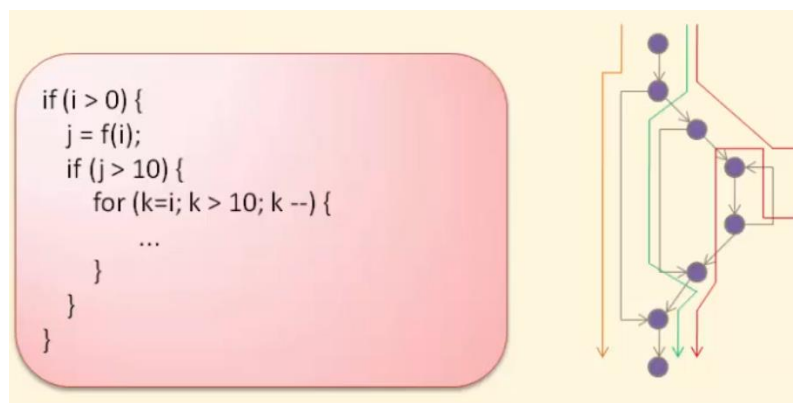 if (i > 0) {
j = f(i);
if (j > 10) {
for (k=i; k > 10; k --) {
...
}
}
}